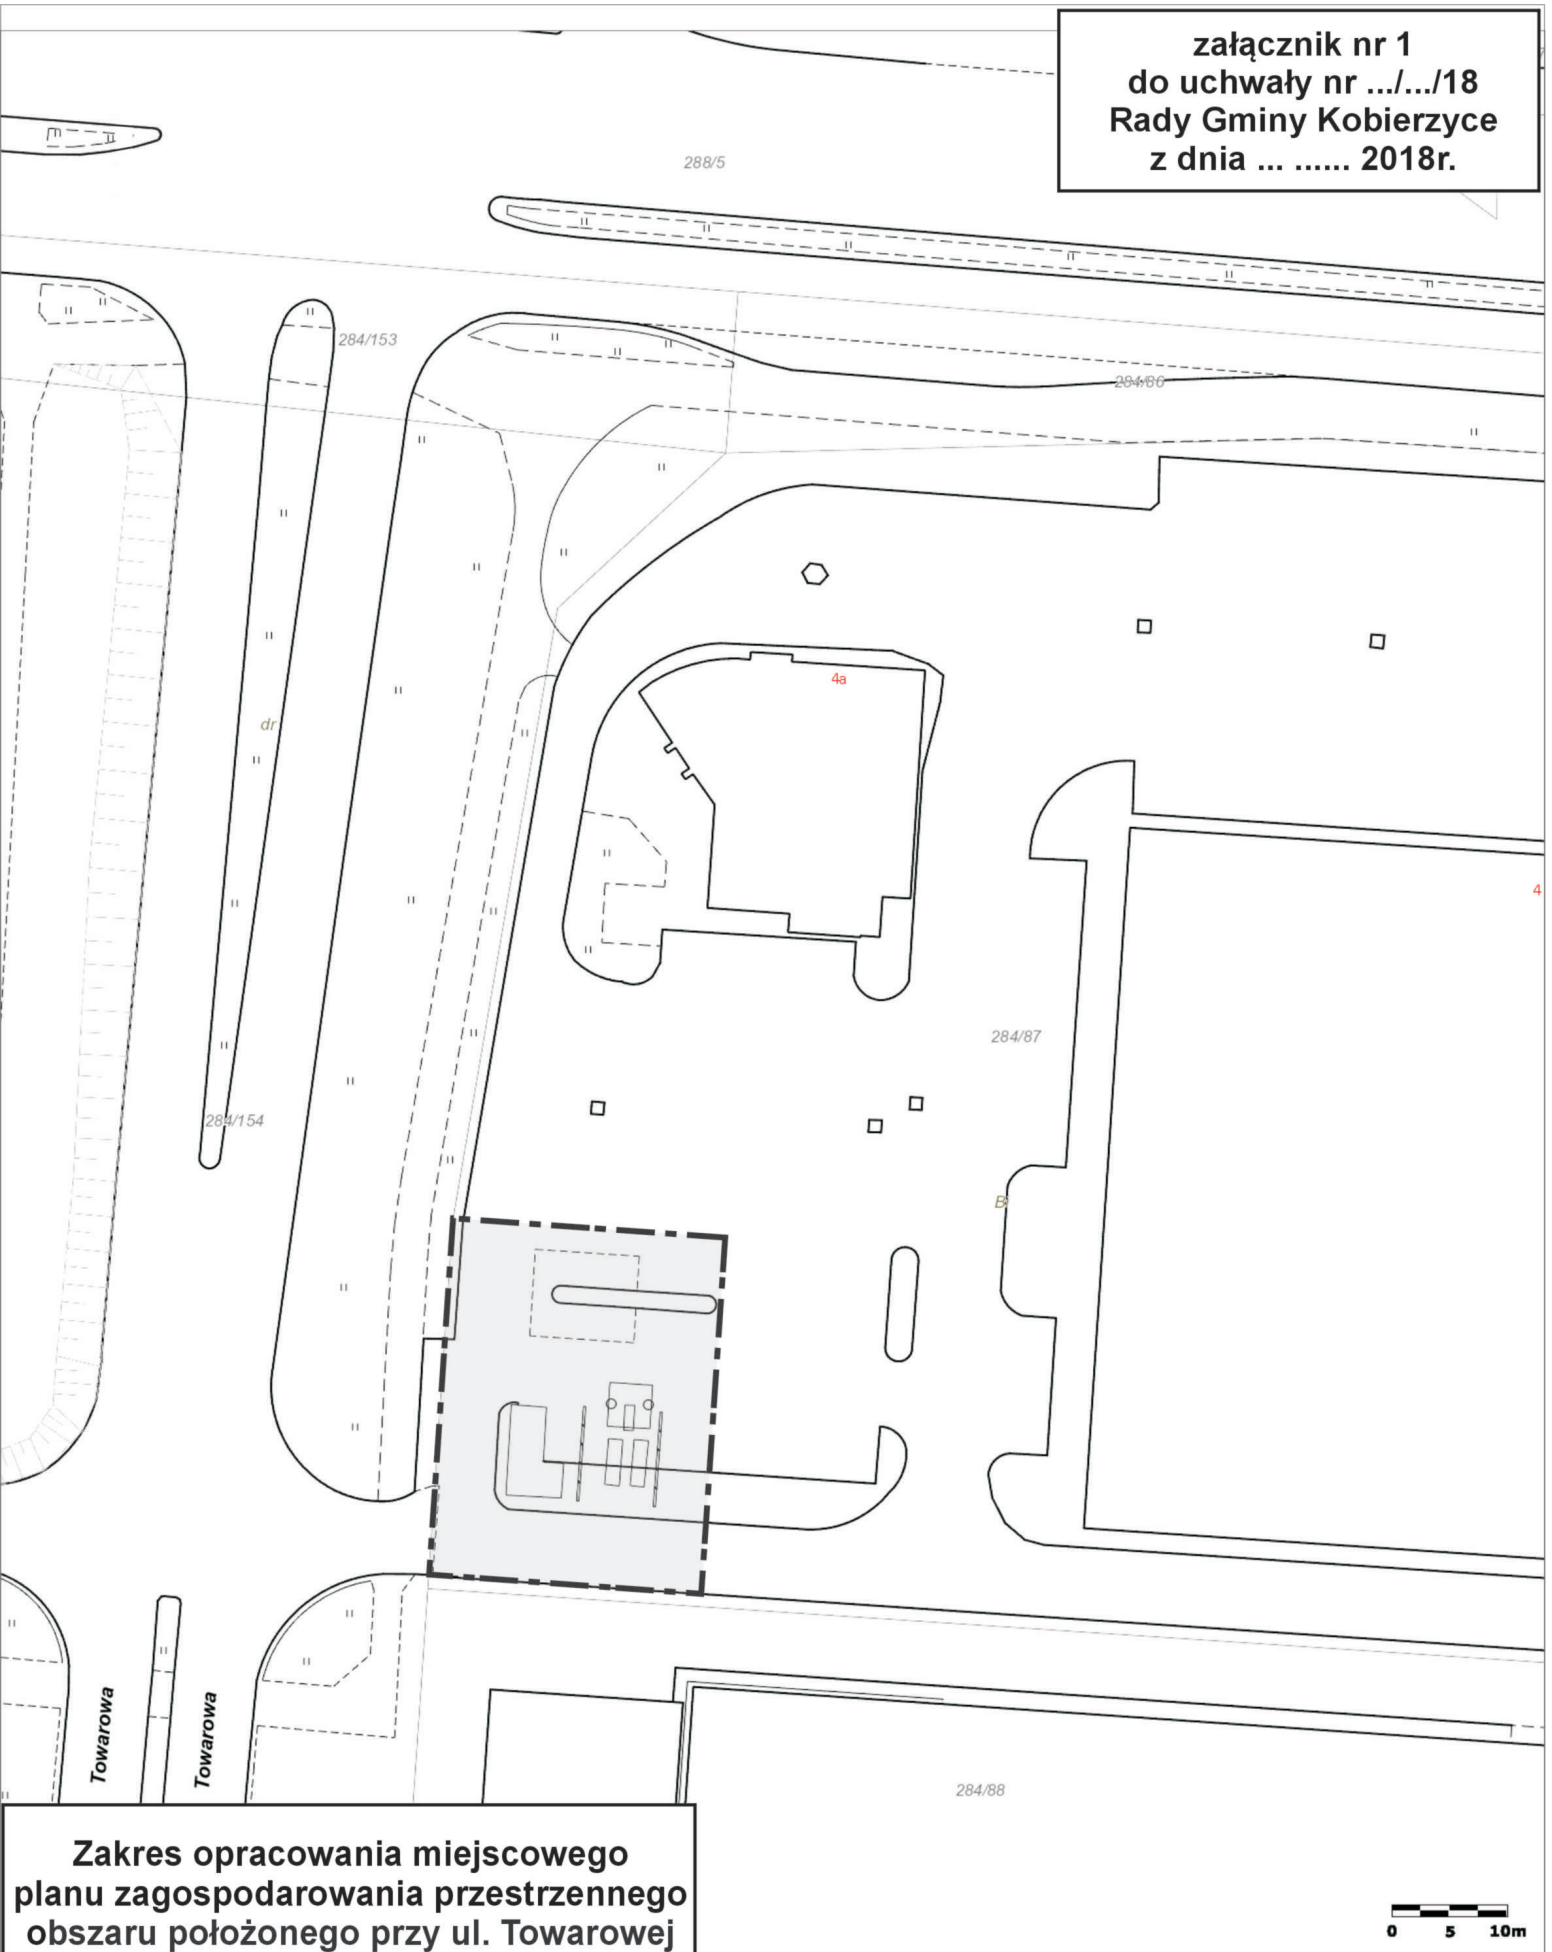 załącznik nr 1
do uchwały nr .../.../18
Rady Gminy Kobierzyce
z dnia ... ...... 2018r.
288/5
284/153
284/86
4a
dr
4
284/87
284/154
B
Towarowa
Towarowa
284/88
Zakres opracowania miejscowego
planu zagospodarowania przestrzennego
obszaru położonego przy ul. Towarowej
0 5 10m